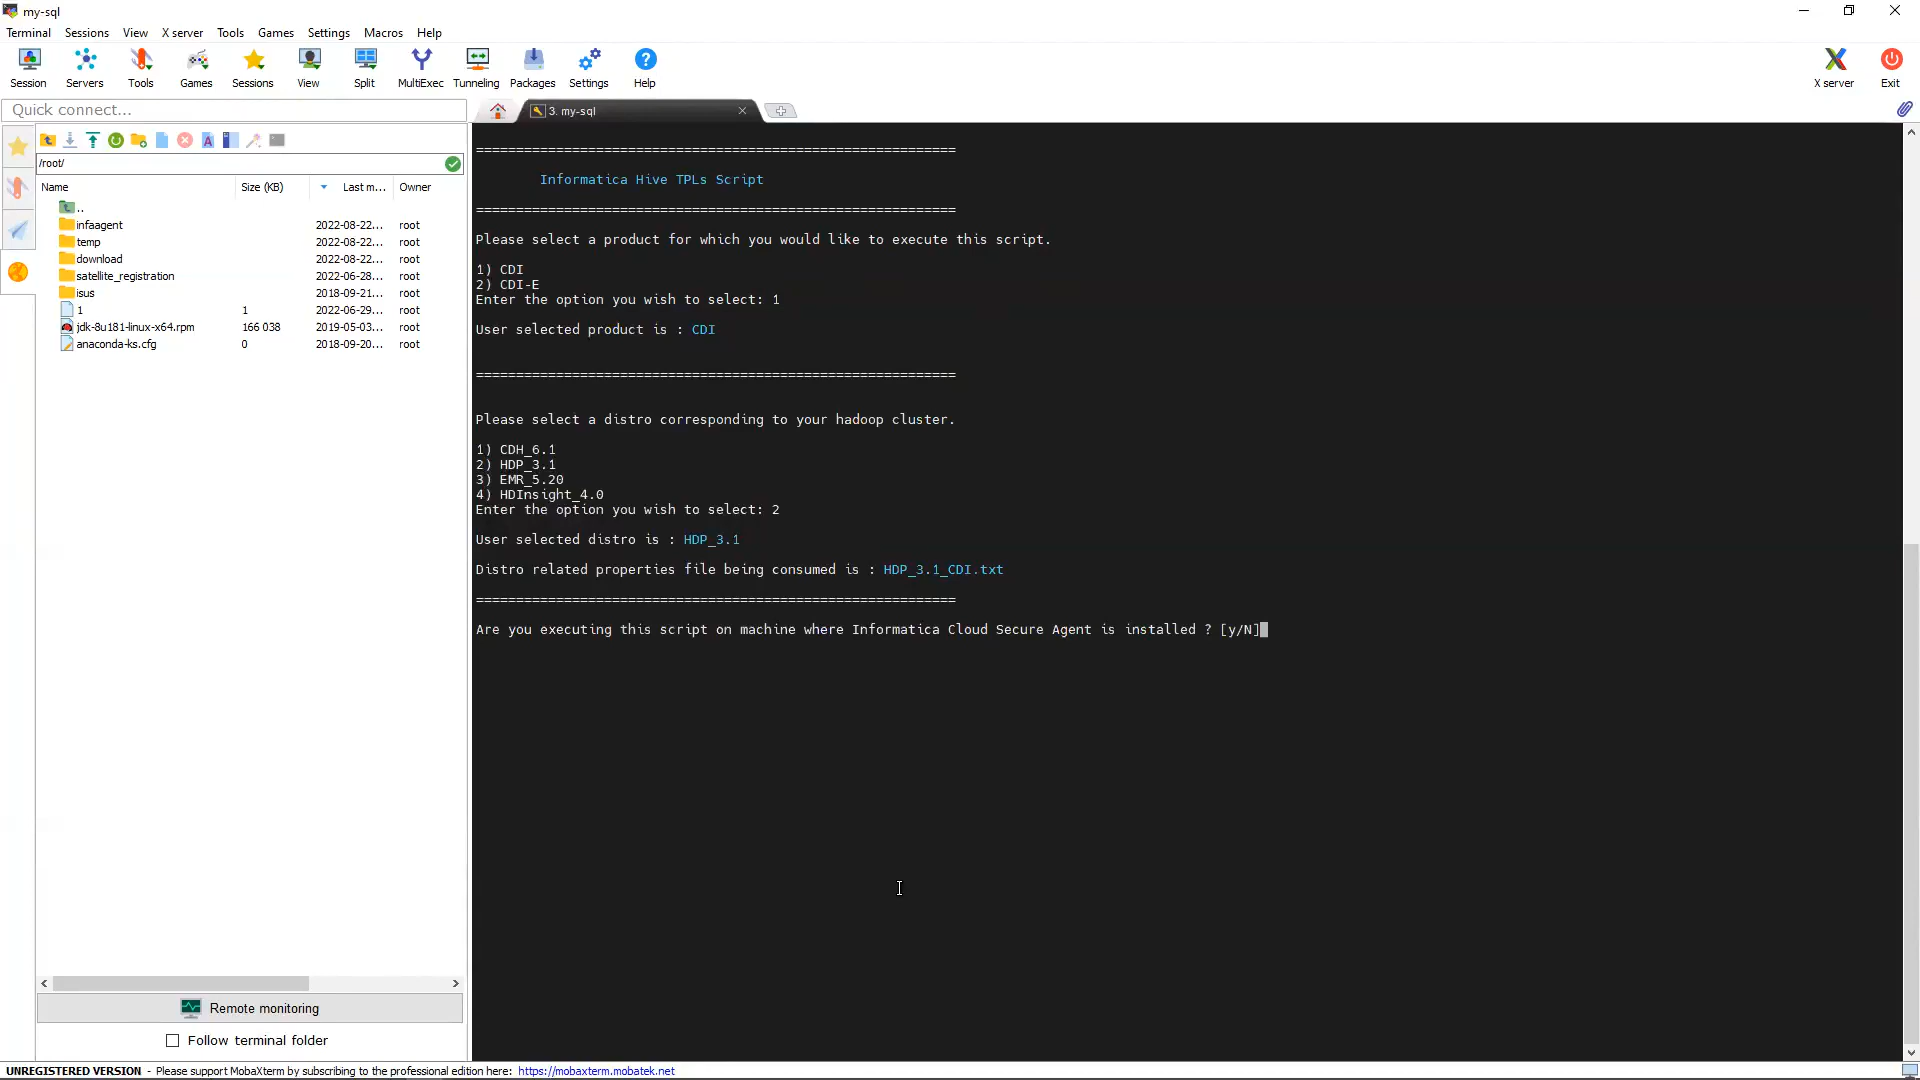 my-sql
Terminal Sessions View X server Tools Games Settings Macros Help
Session Servers Tools Games Sessions View Split MultiExec Tunneling Packages Settings Help X server Exit
Quick connect...
3. my-sql
/root/
Name Size (KB) Last m... Owner
..
infaagent 2022-08-22... root
temp 2022-08-22... root
download 2022-08-22... root
satellite_registration 2022-06-28... root
isus 2018-09-21... root
1 1 2022-06-29... root
jdk-8u181-linux-x64.rpm 166 038 2019-05-03... root
anaconda-ks.cfg 0 2018-09-20... root
Remote monitoring
Follow terminal folder
============================================================
Informatica Hive TPLs Script
============================================================
Please select a product for which you would like to execute this script.
1) CDI
2) CDI-E
Enter the option you wish to select: 1
User selected product is : CDI
============================================================
Please select a distro corresponding to your hadoop cluster.
1) CDH_6.1
2) HDP_3.1
3) EMR_5.20
4) HDInsight_4.0
Enter the option you wish to select: 2
User selected distro is : HDP_3.1
Distro related properties file being consumed is : HDP_3.1_CDI.txt
============================================================
Are you executing this script on machine where Informatica Cloud Secure Agent is installed ? [y/N]
UNREGISTERED VERSION - Please support MobaXterm by subscribing to the professional edition here: https://mobaxterm.mobatek.net